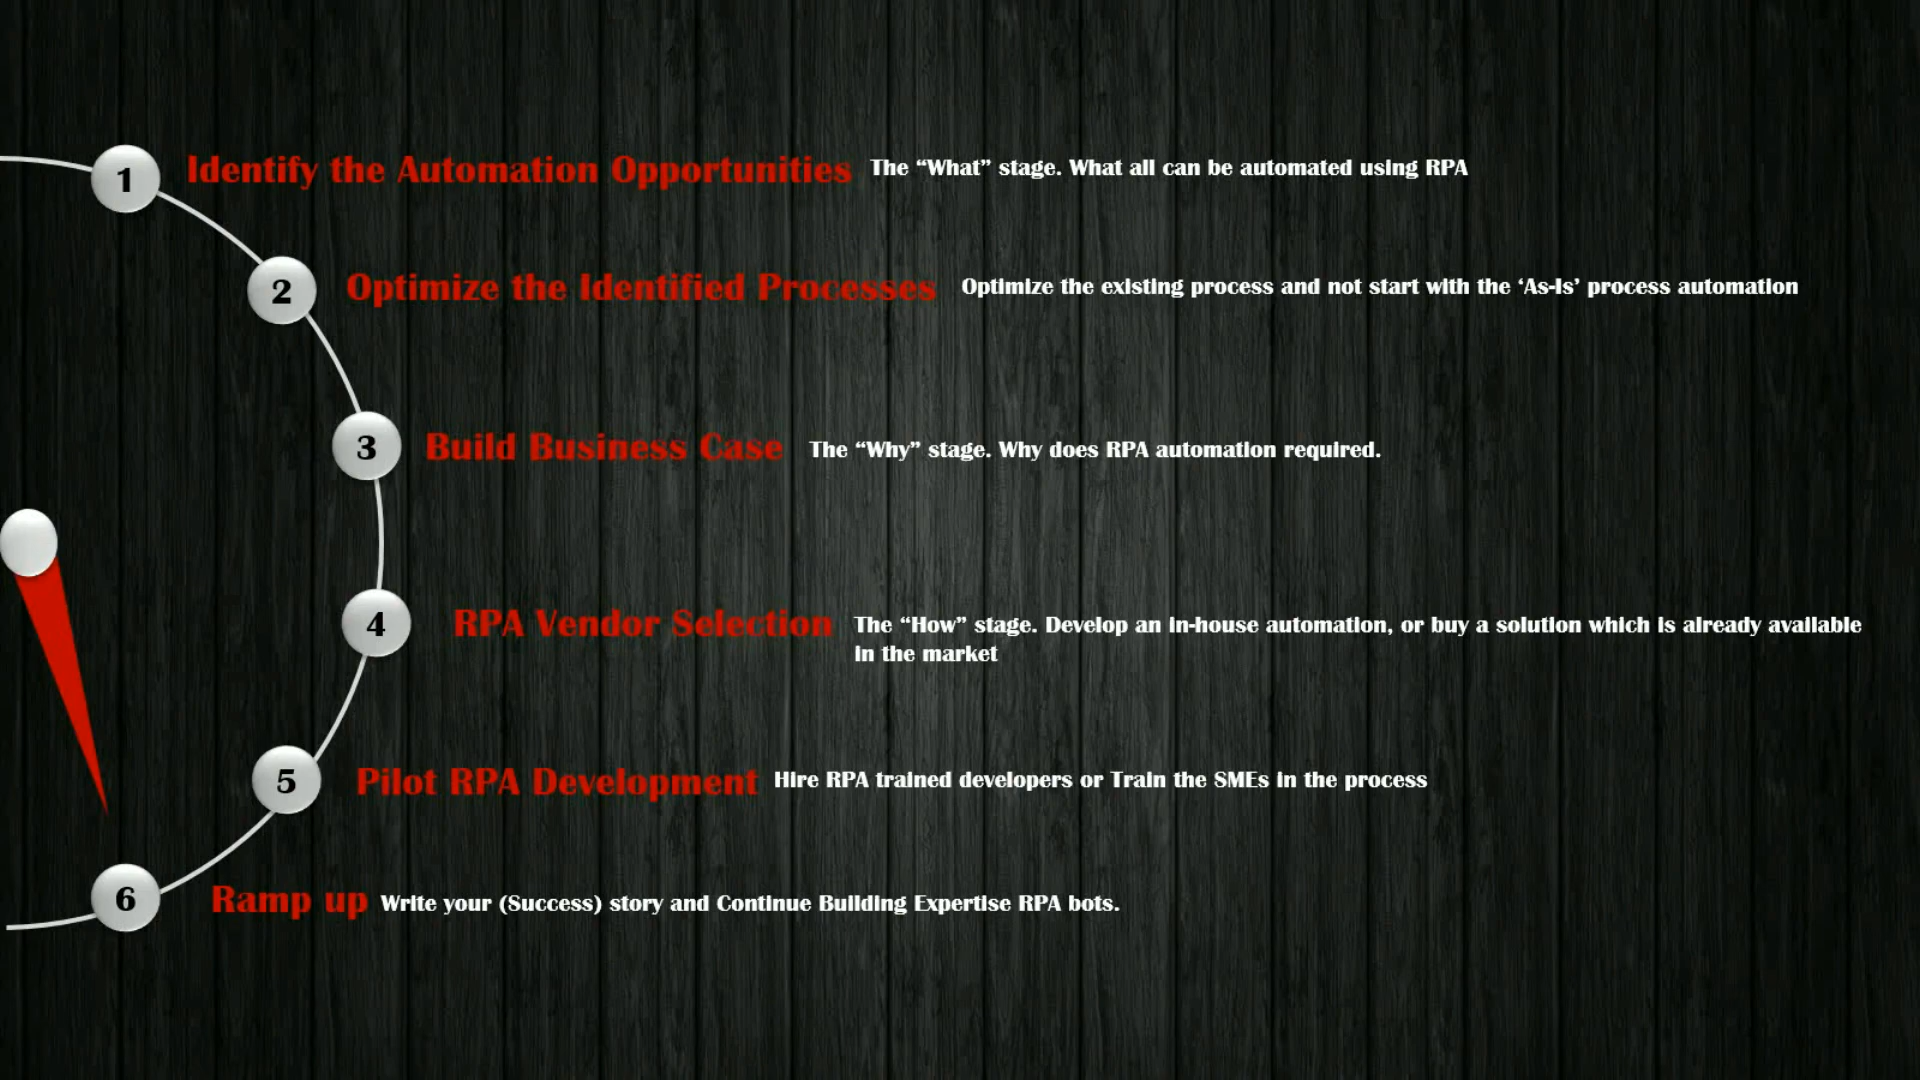 1 Identify the Automation Opportunities The “What” stage. What all can be automated using RPA
2 Optimize the Identified Processes Optimize the existing process and not start with the ‘As-Is’ process automation
3 Build Business Case The “Why” stage. Why does RPA automation required.
4 RPA Vendor Selection The “How” stage. Develop an in-house automation, or buy a solution which is already available
in the market
5 Pilot RPA Development Hire RPA trained developers or Train the SMEs in the process
6 Ramp up Write your (Success) story and Continue Building Expertise RPA bots.